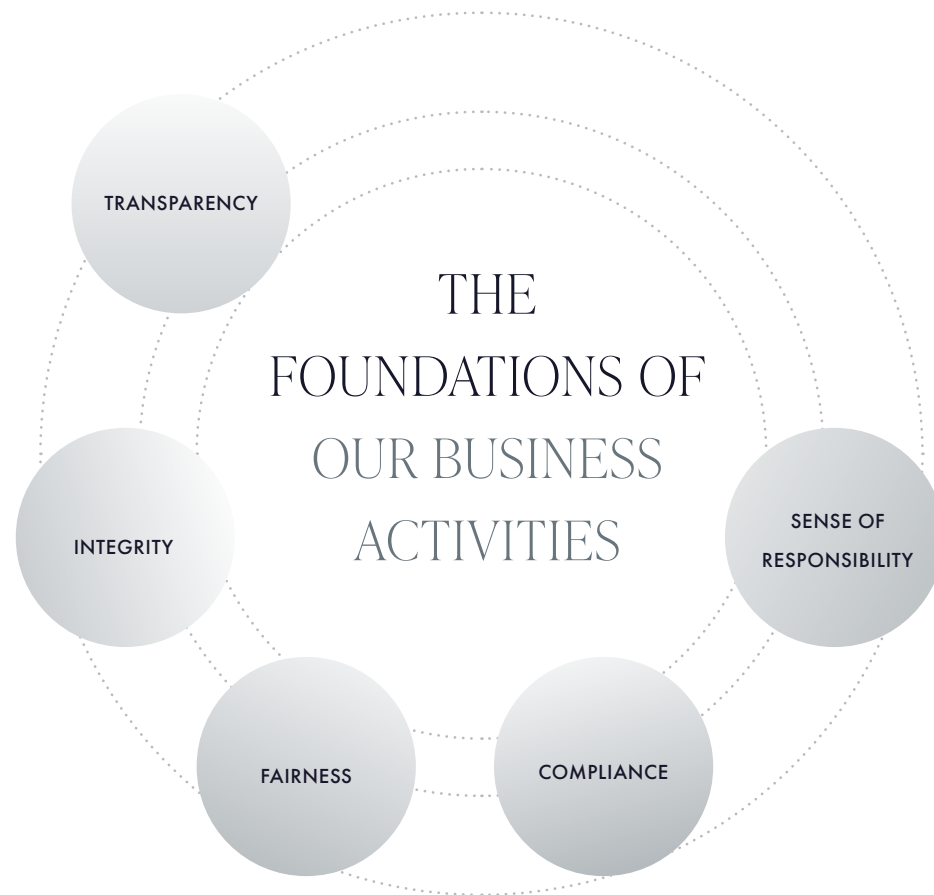 THE
FOUNDATIONS OF
OUR BUSINESS
ACTIVITIES
TRANSPARENCY
INTEGRITY
FAIRNESS
COMPLIANCE
SENSE OF
RESPONSIBILITY